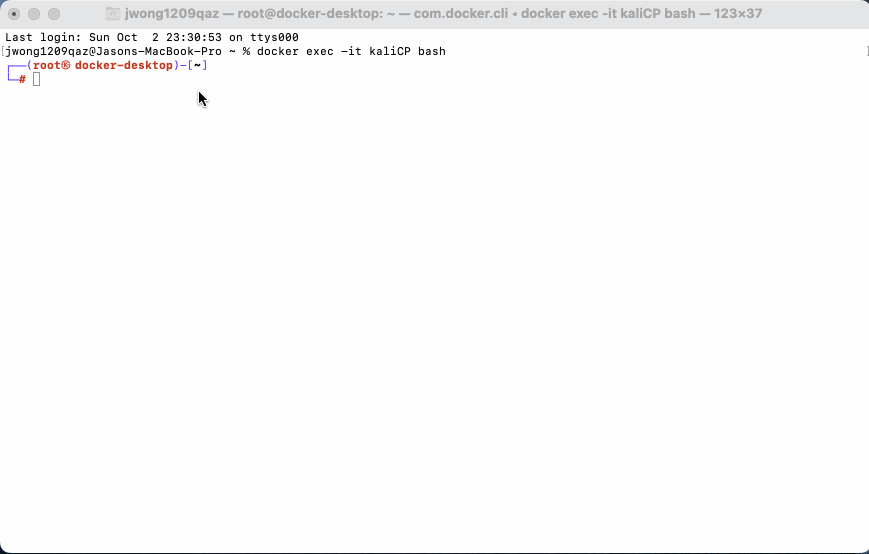 jwong1209qaz — root@docker-desktop: ~ — com.docker.cli ◂ docker exec -it kaliCP bash — 123×37
Last login: Sun Oct  2 23:30:53 on ttys000
[jwong1209qaz@Jasons-MacBook-Pro ~ % docker exec -it kaliCP bash ]
┌──(root㉿docker-desktop)-[~]
└─#